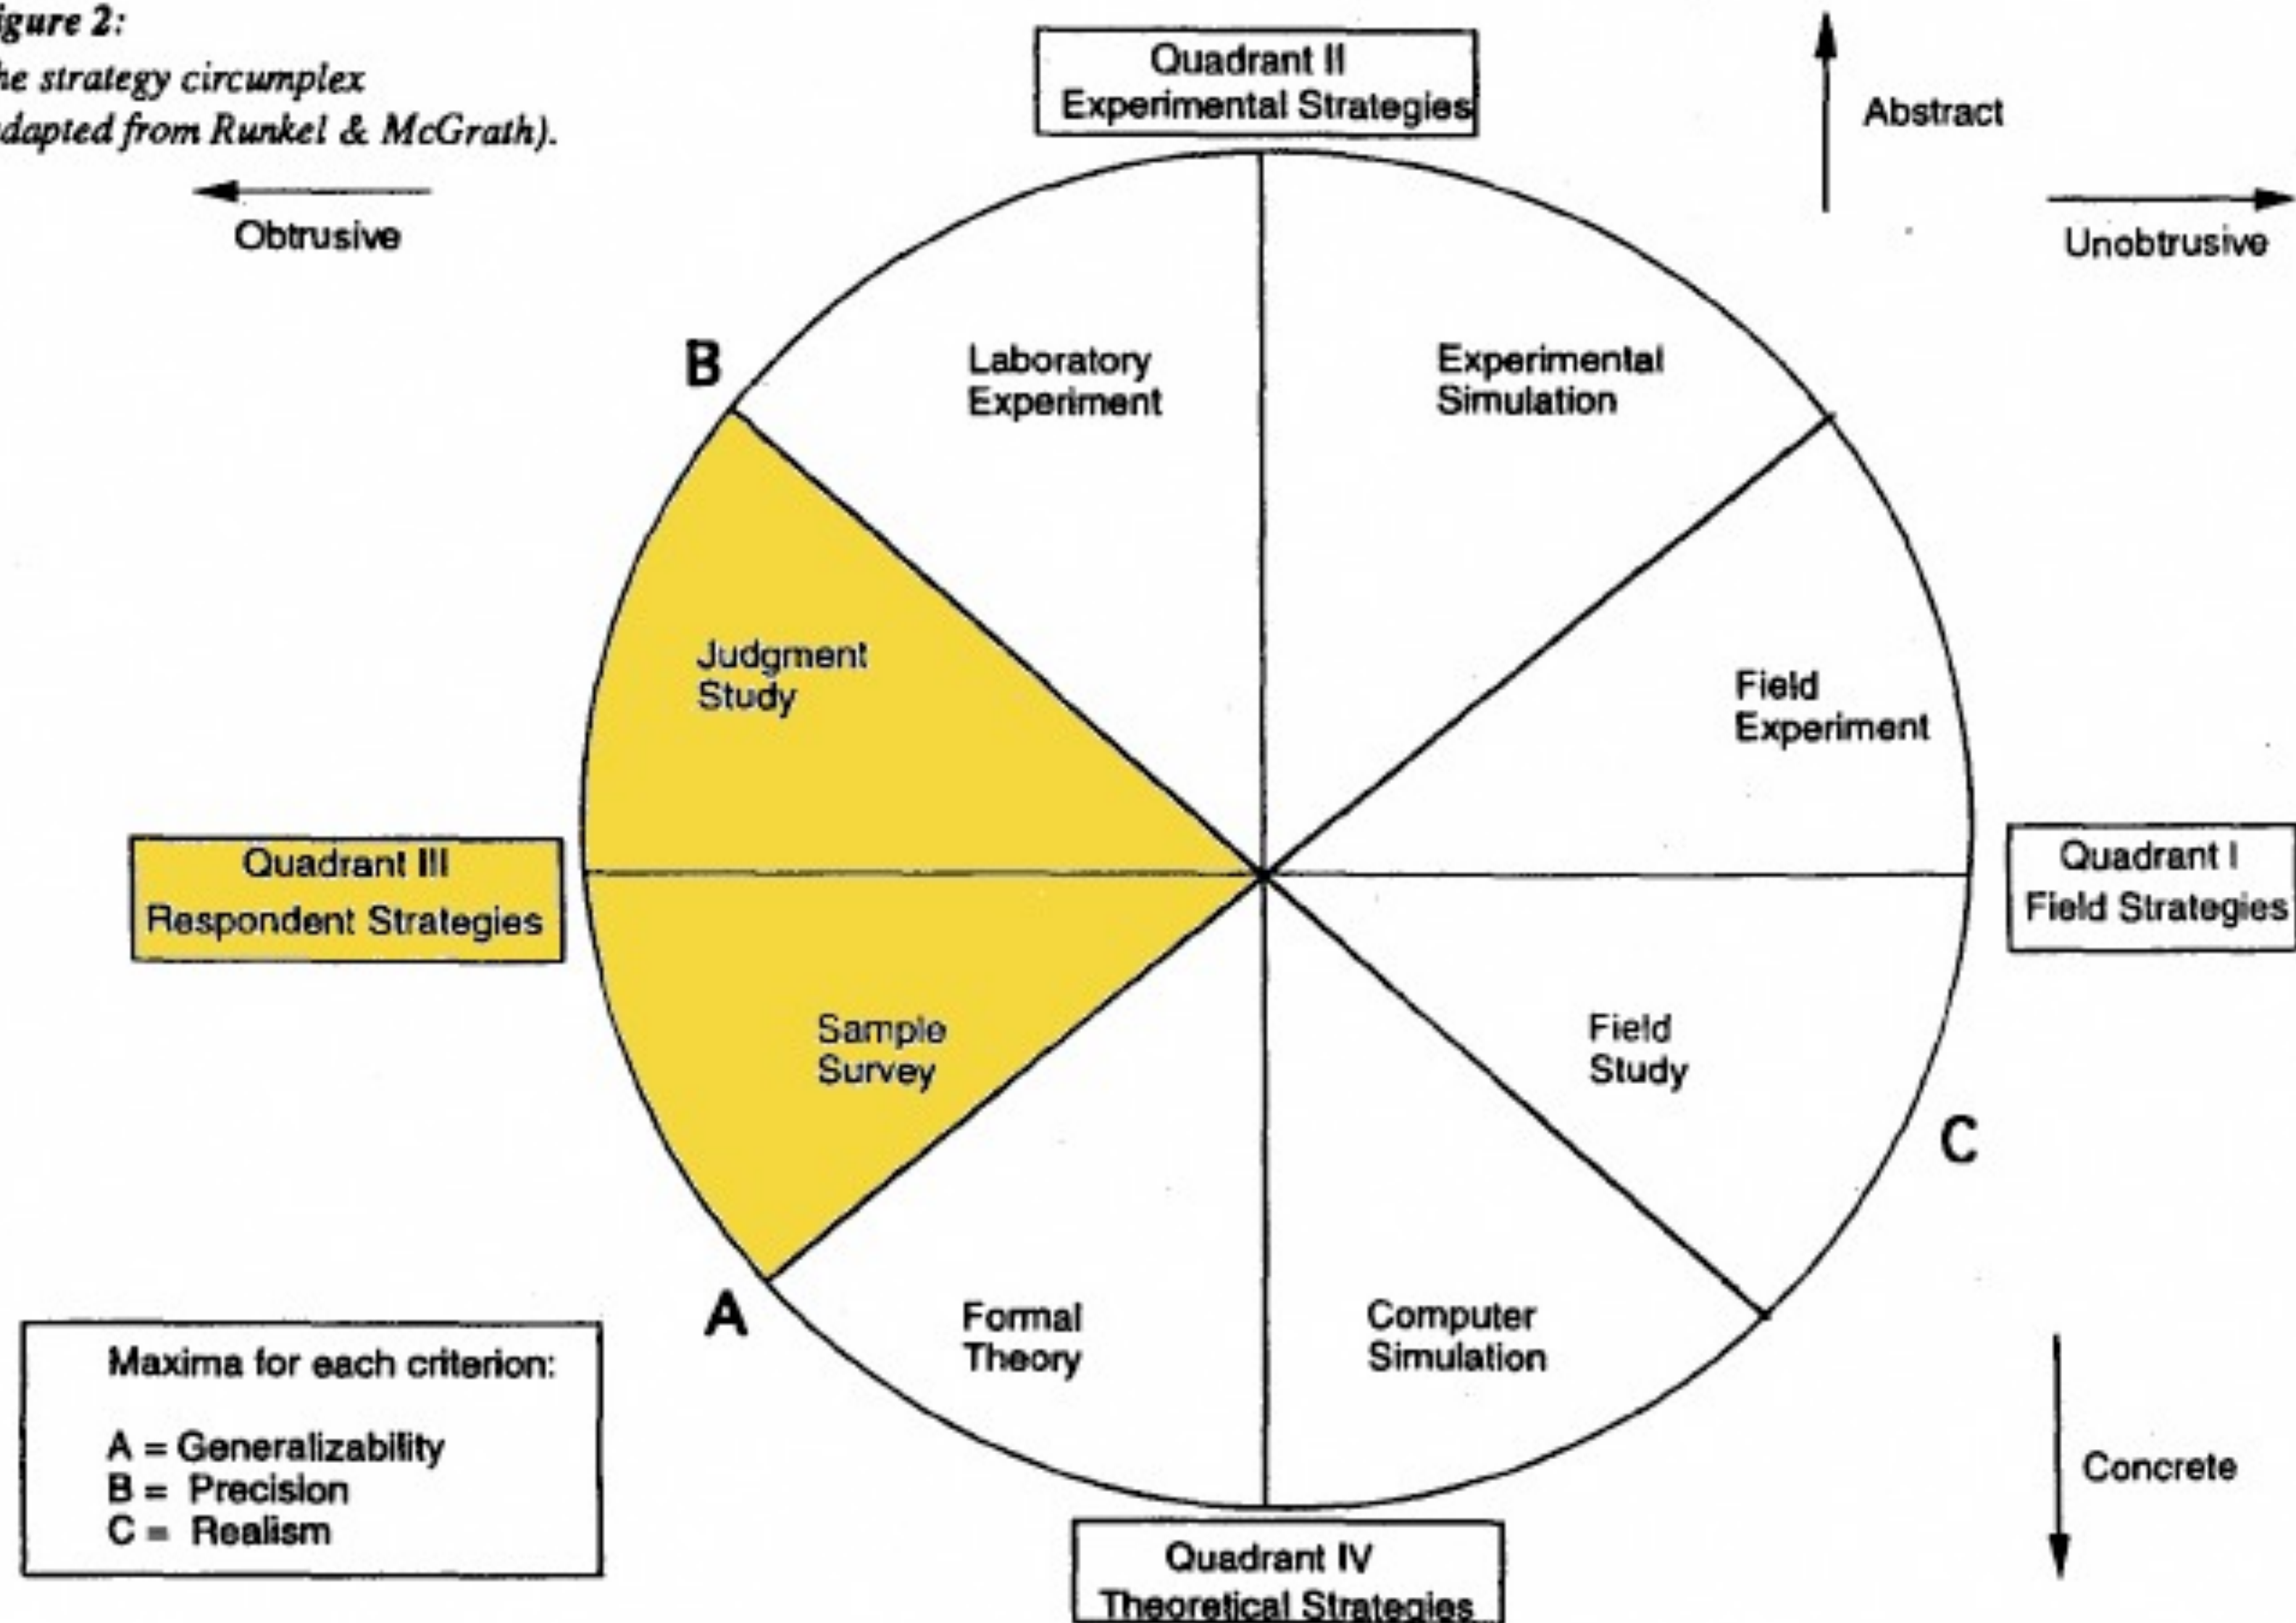 igure 2:
he strategy circumplex
dapted from Runkel & McGrath).
Obtrusive
Quadrant II
Experimental Strategies
Abstract
Unobtrusive
B
Laboratory
Experiment
Experimental
Simulation
Judgment
Study
Field
Experiment
Quadrant III
Respondent Strategies
Quadrant I
Field Strategies
Sample
Survey
Field
Study
C
A
Formal
Theory
Computer
Simulation
Maxima for each criterion:
A = Generalizability
B = Precision
C = Realism
Concrete
Quadrant IV
Theoretical Strategies